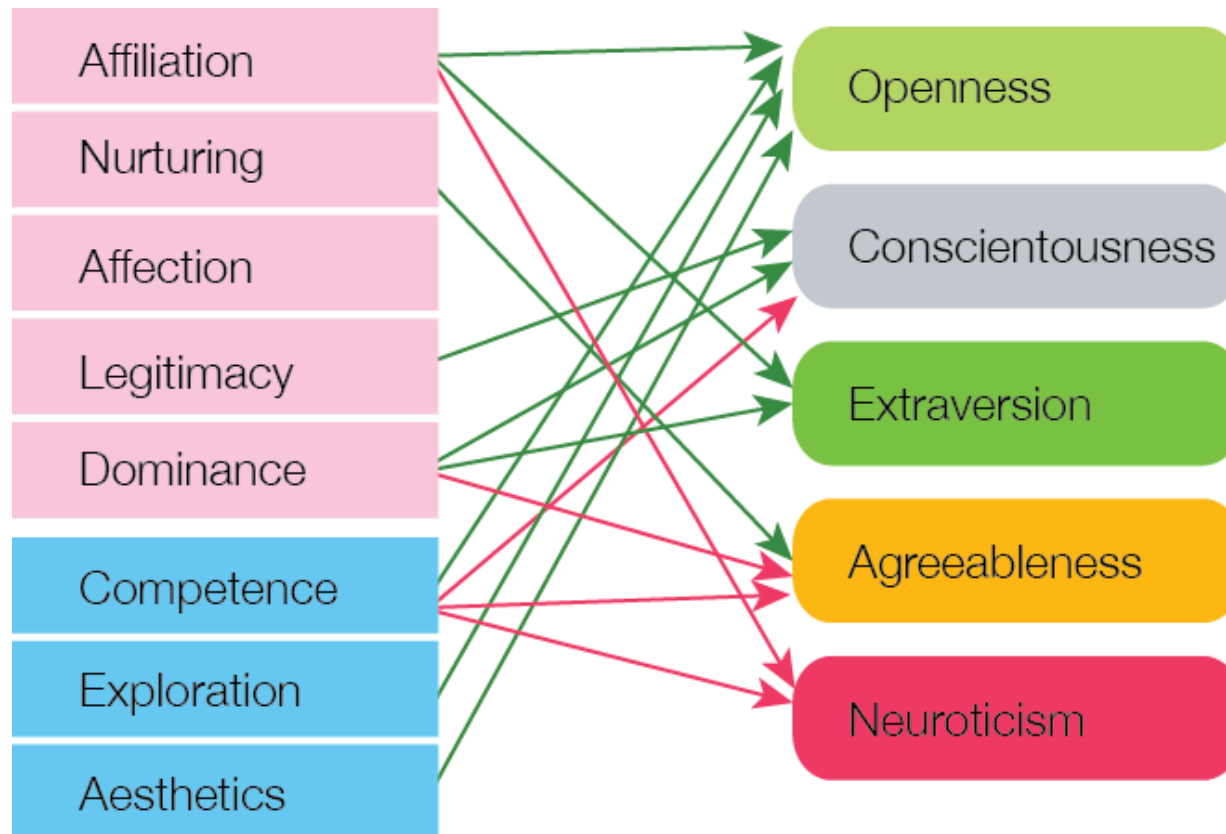 Affiliation
Nurturing
Affection
Legitimacy
Dominance
Competence
Exploration
Aesthetics
Openness
Conscientousness
Extraversion
Agreeableness
Neuroticism